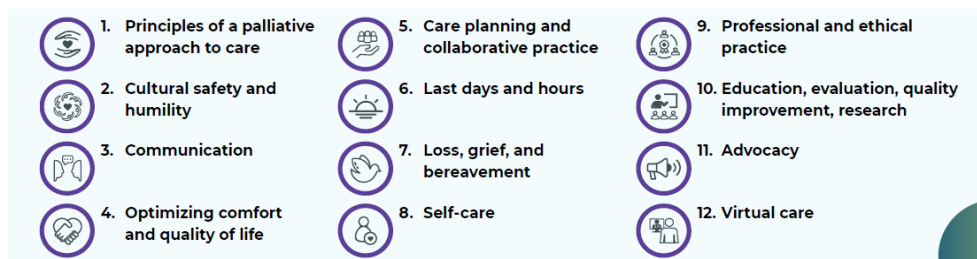 1. Principles of a palliative
approach to care
2. Cultural safety and
humility
3. Communication
4. Optimizing comfort
and quality of life
5. Care planning and
collaborative practice
6. Last days and hours
7. Loss, grief, and
bereavement
8. Self-care
9. Professional and ethical
practice
10. Education, evaluation, quality
improvement, research
11. Advocacy
12. Virtual care